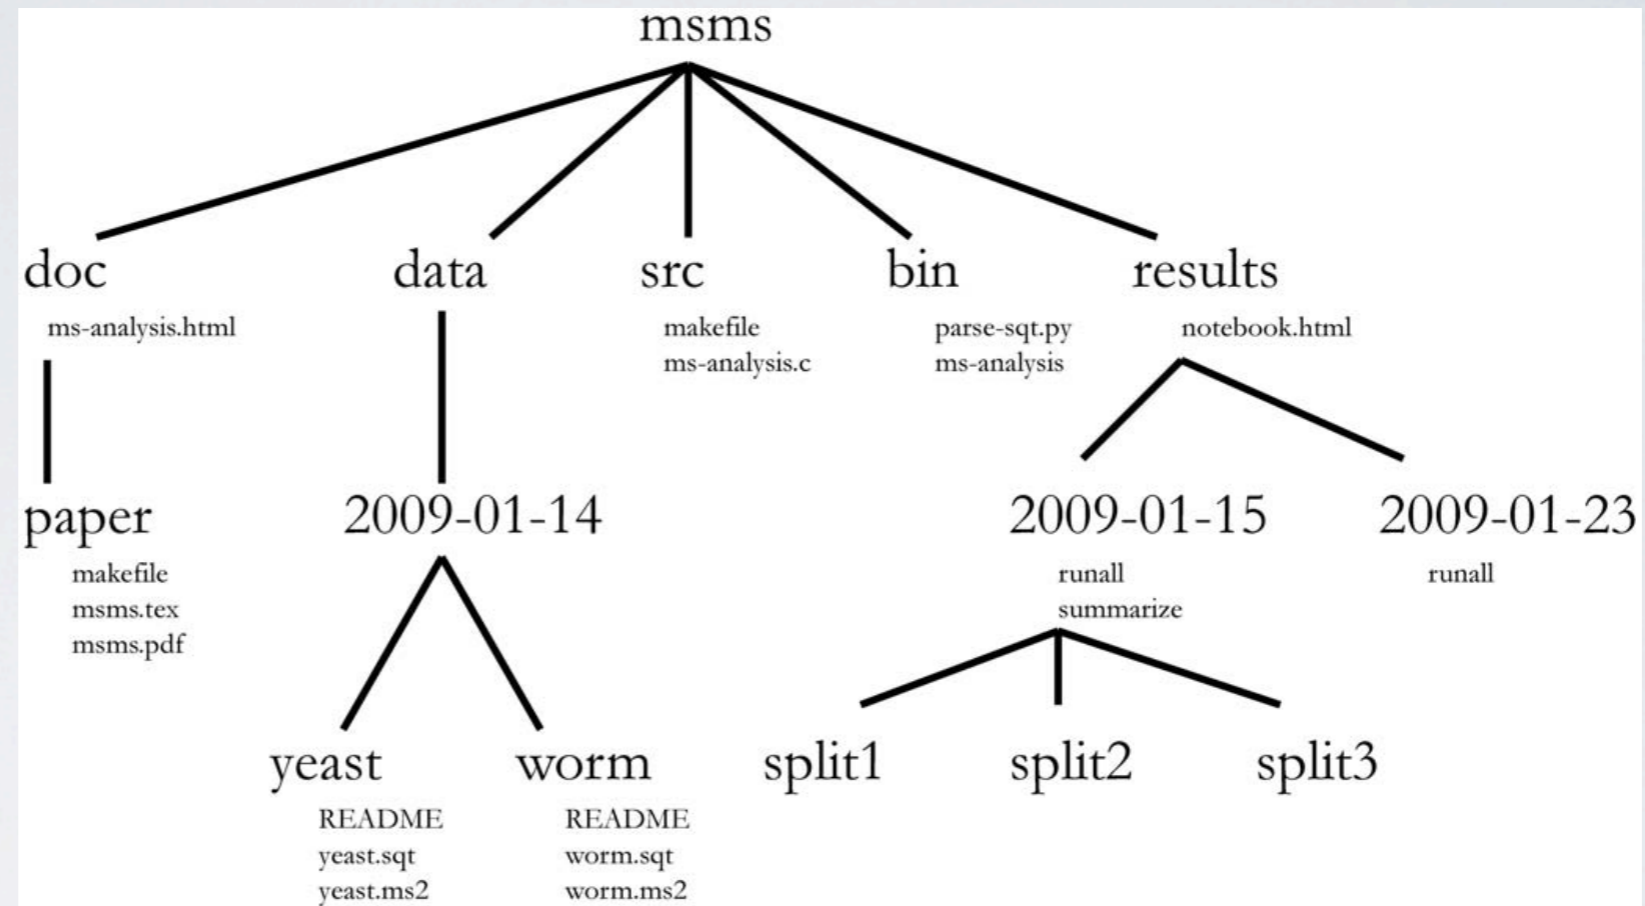 msms
doc
data
src
bin
results
ms-analysis.html
makefile
ms-analysis.c
parse-sqt.py
ms-analysis
notebook.html
paper
2009-01-14
2009-01-15
2009-01-23
makefile
msms.tex
msms.pdf
runall
summarize
runall
yeast
worm
split1
split2
split3
README
yeast.sqt
yeast.ms2
README
worm.sqt
worm.ms2